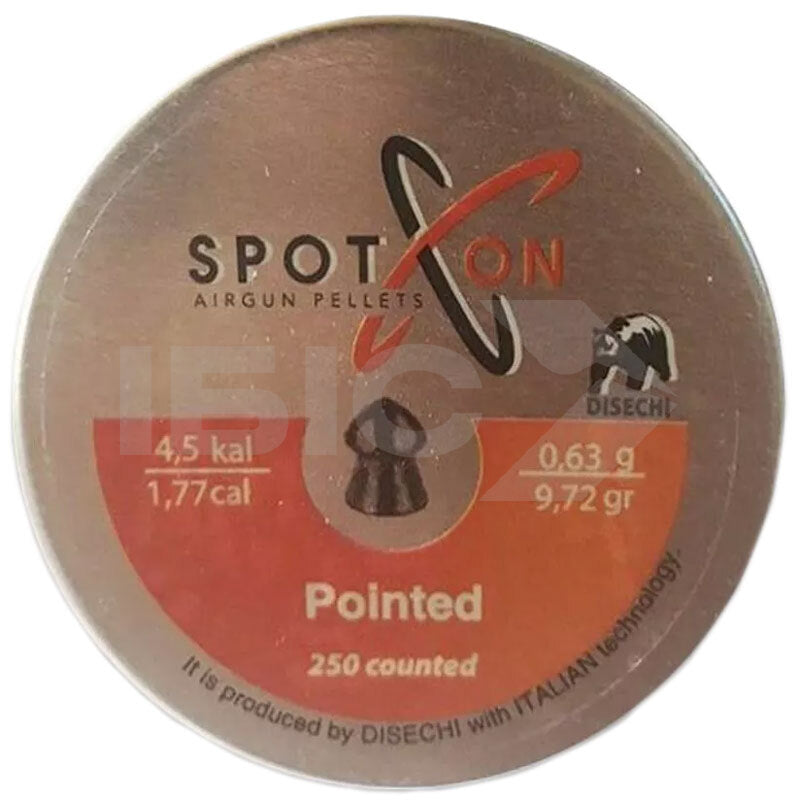 SPOT ON
AIRGUN PELLETS
ІБІС
DISECHI
4,5 kal
1,77cal
0,63 g
9,72 gr
Pointed
250 counted
It is produced by DISECHI with ITALIAN technology.